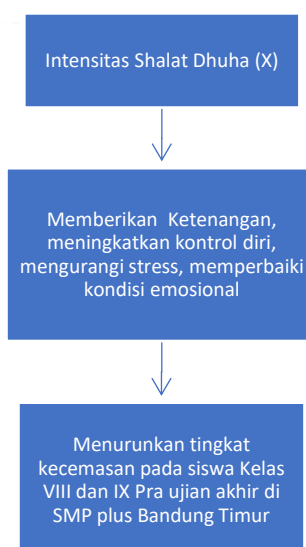 Intensitas Shalat Dhuha (X)
Memberikan Ketenangan,
meningkatkan kontrol diri,
mengurangi stress, memperbaiki
kondisi emosional
Menurunkan tingkat
kecemasan pada siswa Kelas
VIII dan IX Pra ujian akhir di
SMP plus Bandung Timur